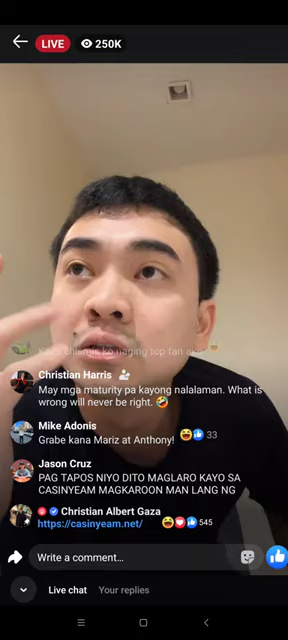 LIVE 250K
Christian Harris
May mga maturity pa kayong nalalaman. What is
wrong will never be right. 🤣
Mike Adonis
Grabe kana Mariz at Anthony! 33
Jason Cruz
PAG TAPOS NIYO DITO MAGLARO KAYO SA
CASINYEAM MAGKAROON MAN LANG NG
Christian Albert Gaza
https://casinyeam.net/ 545
Write a comment…
Live chat Your replies